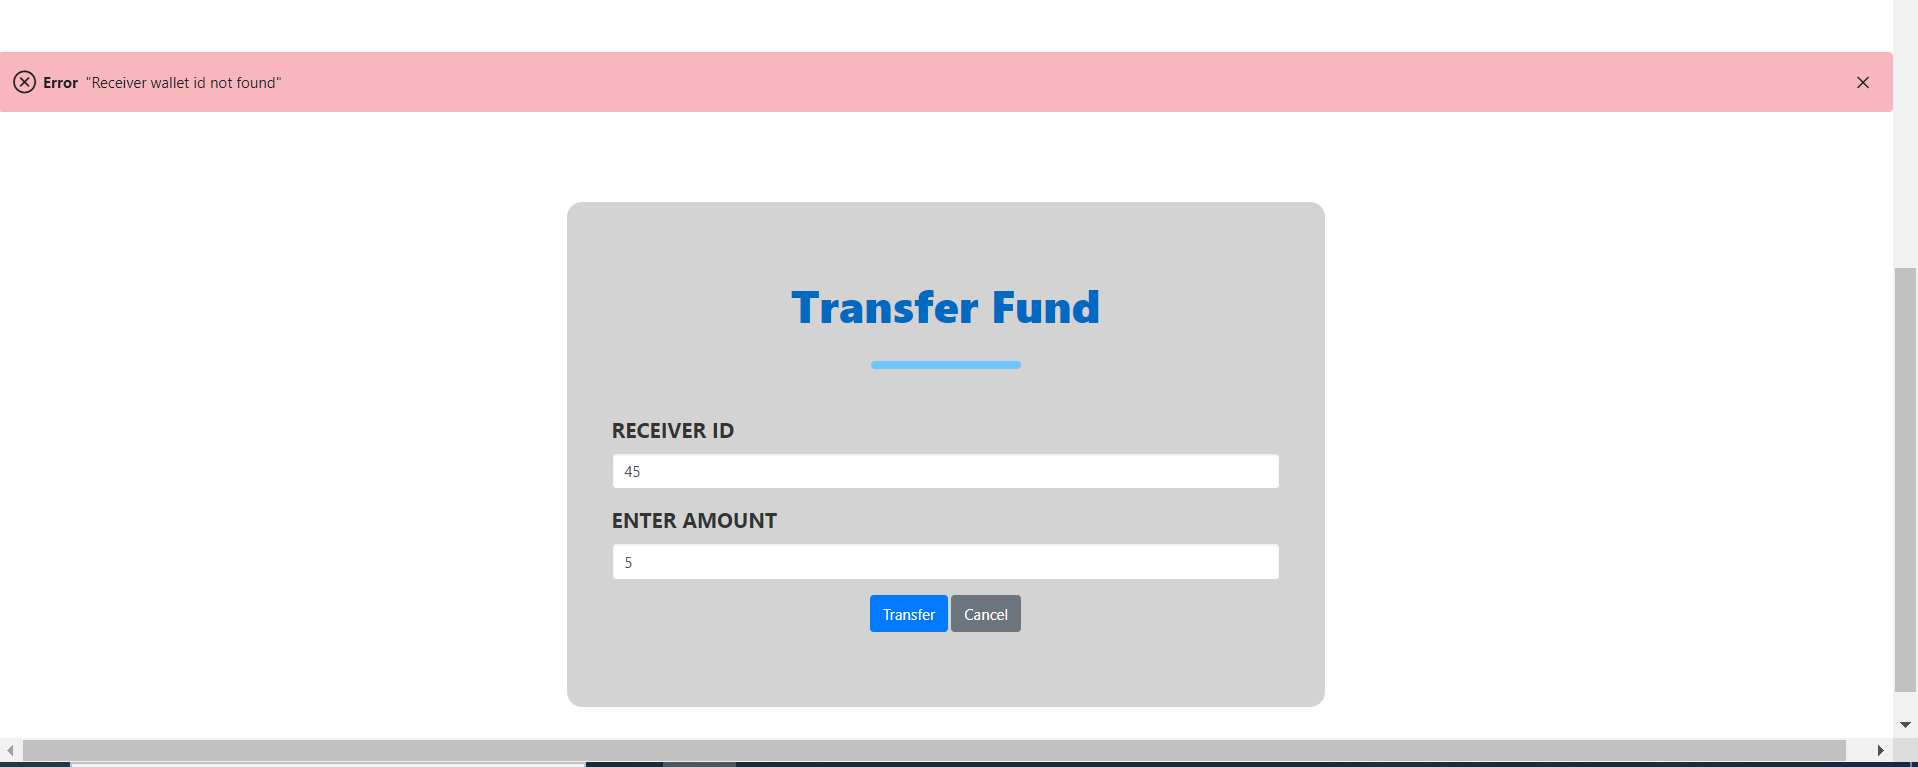 Error "Receiver wallet id not found"
Transfer Fund
RECEIVER ID
45
ENTER AMOUNT
5
Transfer Cancel